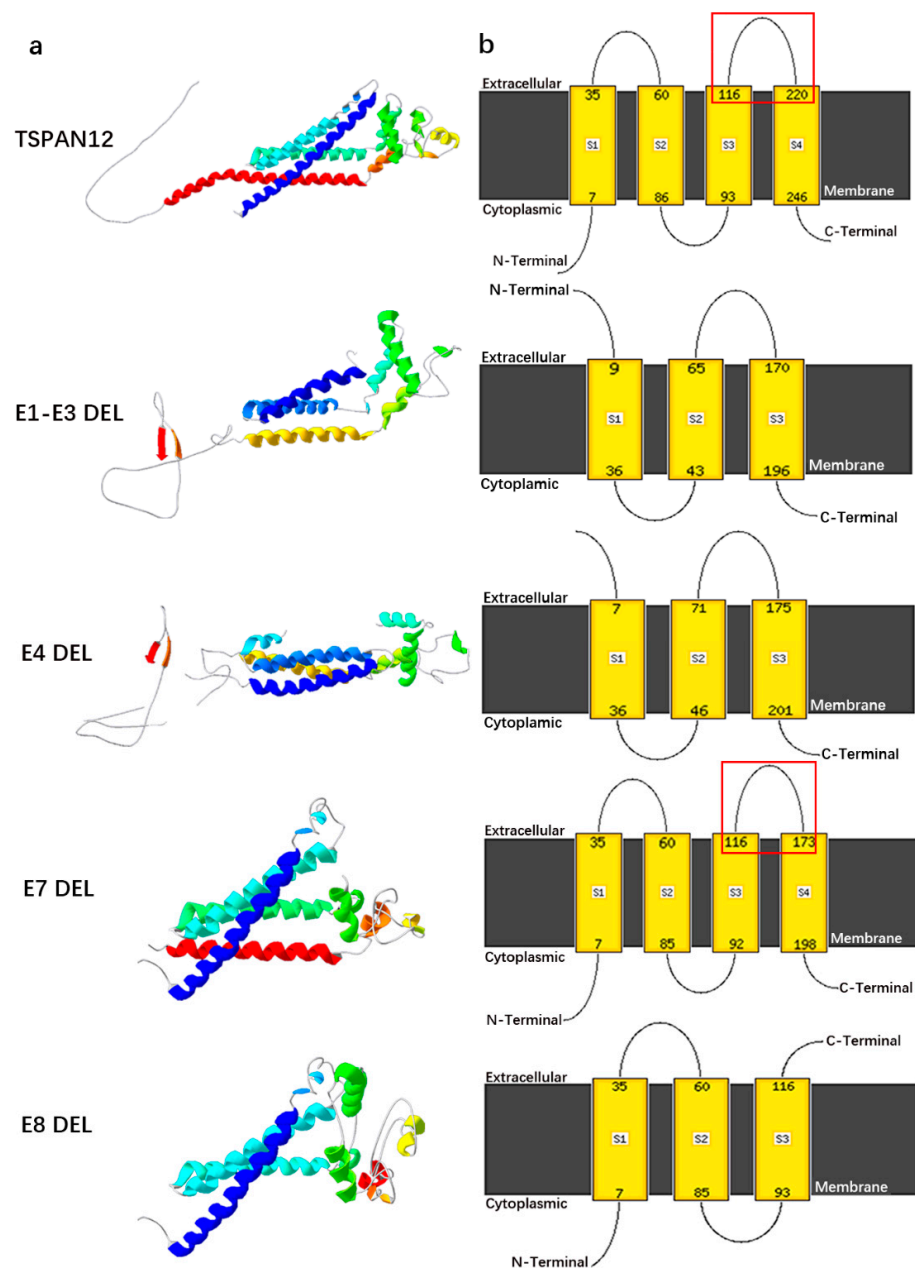 a
b
TSPAN12
Extracellular
35 60 116 220
S1 S2 S3 S4
Membrane
7 86 93 246
Cytoplasmic
C-Terminal
N-Terminal
E1-E3 DEL
N-Terminal
Extracellular
9 65 170
S1 S2 S3
Membrane
36 43 196
Cytoplamic
C-Terminal
E4 DEL
Extracellular
7 71 175
S1 S2 S3
Membrane
36 46 201
Cytoplamic
C-Terminal
E7 DEL
Extracellular
35 60 116 173
S1 S2 S3 S4
Membrane
7 85 92 198
Cytoplasmic
C-Terminal
N-Terminal
E8 DEL
C-Terminal
Extracellular
35 60 116
S1 S2 S3
Membrane
7 85 93
Cytoplasmic
N-Terminal